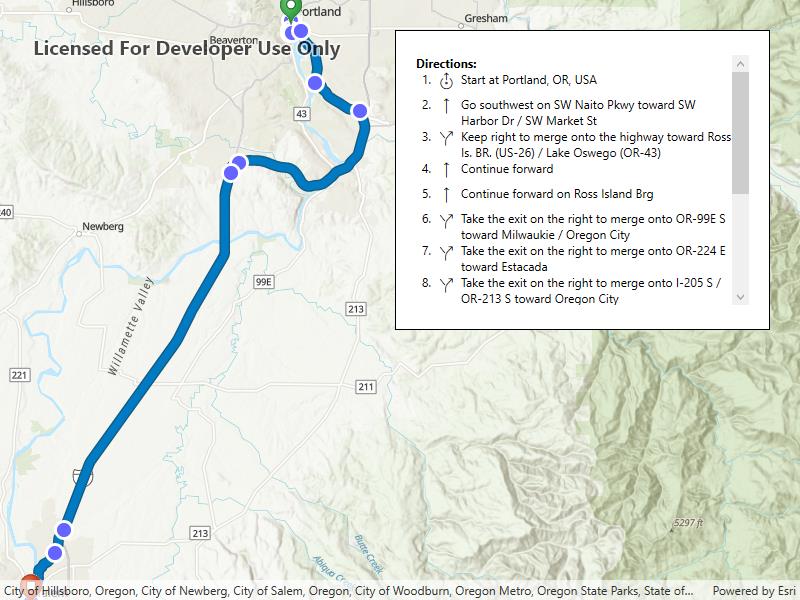 Hillsboro
Portland
Gresham
Beaverton
Licensed For Developer Use Only
43
240
Newberg
99E
213
Willamette Valley
221
211
213
5297 ft
Butte Creek
Abiqua Cr
Directions:
1. Start at Portland, OR, USA
2. Go southwest on SW Naito Pkwy toward SW
Harbor Dr / SW Market St
3. Keep right to merge onto the highway toward Ross
Is. BR. (US-26) / Lake Oswego (OR-43)
4. Continue forward
5. Continue forward on Ross Island Brg
6. Take the exit on the right to merge onto OR-99E S
toward Milwaukie / Oregon City
7. Take the exit on the right to merge onto OR-224 E
toward Estacada
8. Take the exit on the right to merge onto I-205 S /
OR-213 S toward Oregon City
City of Hillsboro, Oregon, City of Newberg, City of Salem, Oregon, City of Woodburn, Oregon Metro, Oregon State Parks, State of...
Powered by Esri